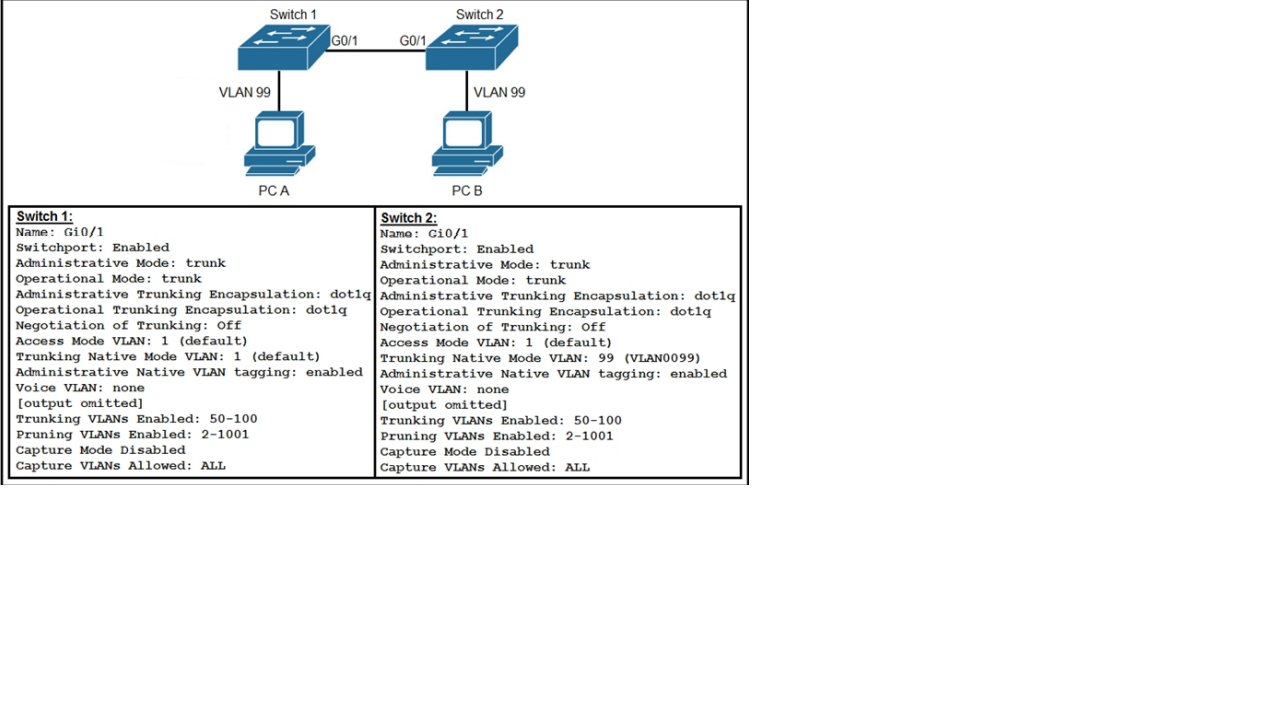 Switch 1
Switch 2
G0/1
G0/1
VLAN 99
VLAN 99
PC A
PC B
Switch 1:
Name: Gi0/1
Switchport: Enabled
Administrative Mode: trunk
Operational Mode: trunk
Administrative Trunking Encapsulation: dot1q
Operational Trunking Encapsulation: dot1q
Negotiation of Trunking: Off
Access Mode VLAN: 1 (default)
Trunking Native Mode VLAN: 1 (default)
Administrative Native VLAN tagging: enabled
Voice VLAN: none
[output omitted]
Trunking VLANs Enabled: 50-100
Pruning VLANs Enabled: 2-1001
Capture Mode Disabled
Capture VLANs Allowed: ALL
Switch 2:
Name: Gi0/1
Switchport: Enabled
Administrative Mode: trunk
Operational Mode: trunk
Administrative Trunking Encapsulation: dot1q
Operational Trunking Encapsulation: dot1q
Negotiation of Trunking: Off
Access Mode VLAN: 1 (default)
Trunking Native Mode VLAN: 99 (VLAN0099)
Administrative Native VLAN tagging: enabled
Voice VLAN: none
[output omitted]
Trunking VLANs Enabled: 50-100
Pruning VLANs Enabled: 2-1001
Capture Mode Disabled
Capture VLANs Allowed: ALL